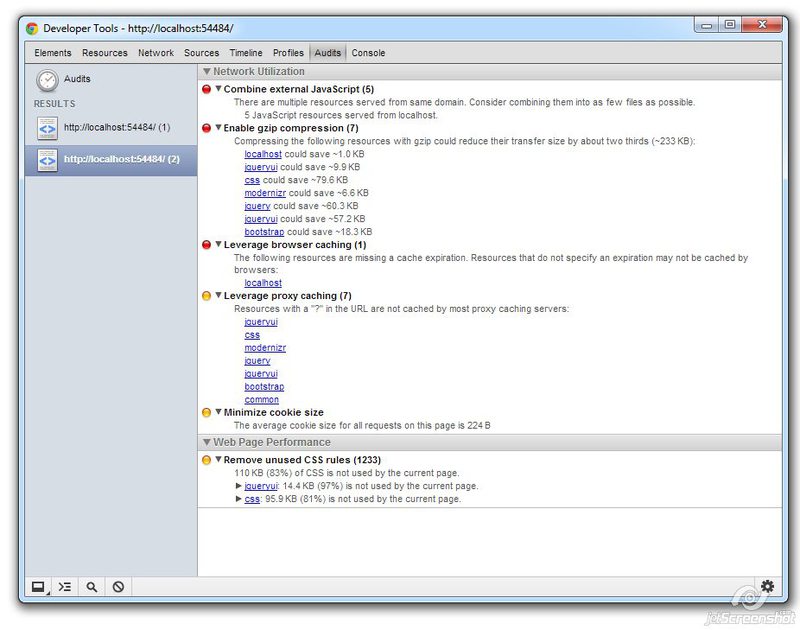 Developer Tools - http://localhost:54484/
Elements Resources Network Sources Timeline Profiles Audits Console
Audits
RESULTS
http://localhost:54484/ (1)
http://localhost:54484/ (2)
Network Utilization
Combine external JavaScript (5)
There are multiple resources served from same domain. Consider combining them into as few files as possible.
5 JavaScript resources served from localhost.
Enable gzip compression (7)
Compressing the following resources with gzip could reduce their transfer size by about two thirds (~233 KB):
localhost could save ~1.0 KB
jqueryui could save ~9.9 KB
css could save ~79.6 KB
modernizr could save ~6.6 KB
jquery could save ~60.3 KB
jqueryui could save ~57.2 KB
bootstrap could save ~18.3 KB
Leverage browser caching (1)
The following resources are missing a cache expiration. Resources that do not specify an expiration may not be cached by
browsers:
localhost
Leverage proxy caching (7)
Resources with a "?" in the URL are not cached by most proxy caching servers:
jqueryui
css
modernizr
jquery
jqueryui
bootstrap
common
Minimize cookie size
The average cookie size for all requests on this page is 224 B
Web Page Performance
Remove unused CSS rules (1233)
110 KB (83%) of CSS is not used by the current page.
jqueryui: 14.4 KB (97%) is not used by the current page.
css: 95.9 KB (81%) is not used by the current page.
jetScreenshot